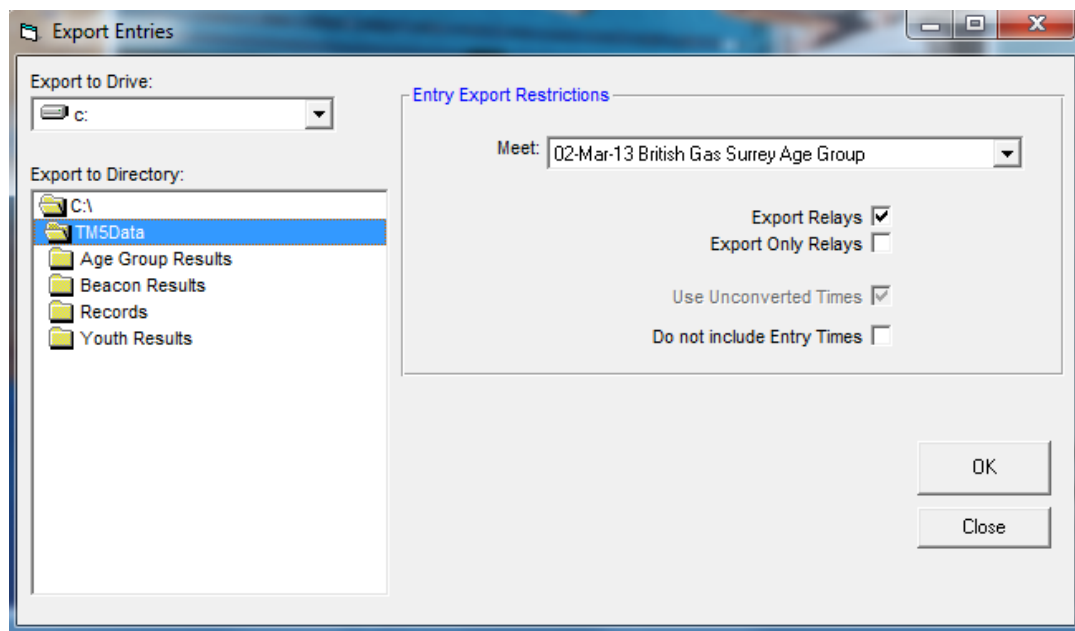 Export Entries
Export to Drive:
c:
Export to Directory:
C:\
TM5Data
Age Group Results
Beacon Results
Records
Youth Results
Entry Export Restrictions
Meet: 02-Mar-13 British Gas Surrey Age Group
Export Relays
Export Only Relays
Use Unconverted Times
Do not include Entry Times
OK
Close